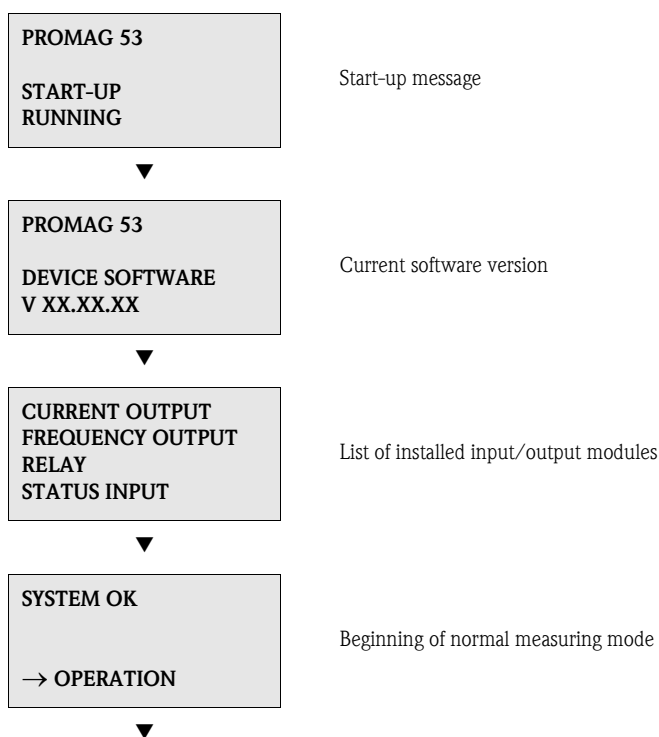 PROMAG 53
START-UP
RUNNING
Start-up message
▼
PROMAG 53
DEVICE SOFTWARE
V XX.XX.XX
Current software version
▼
CURRENT OUTPUT
FREQUENCY OUTPUT
RELAY
STATUS INPUT
List of installed input/output modules
▼
SYSTEM OK
→ OPERATION
Beginning of normal measuring mode
▼